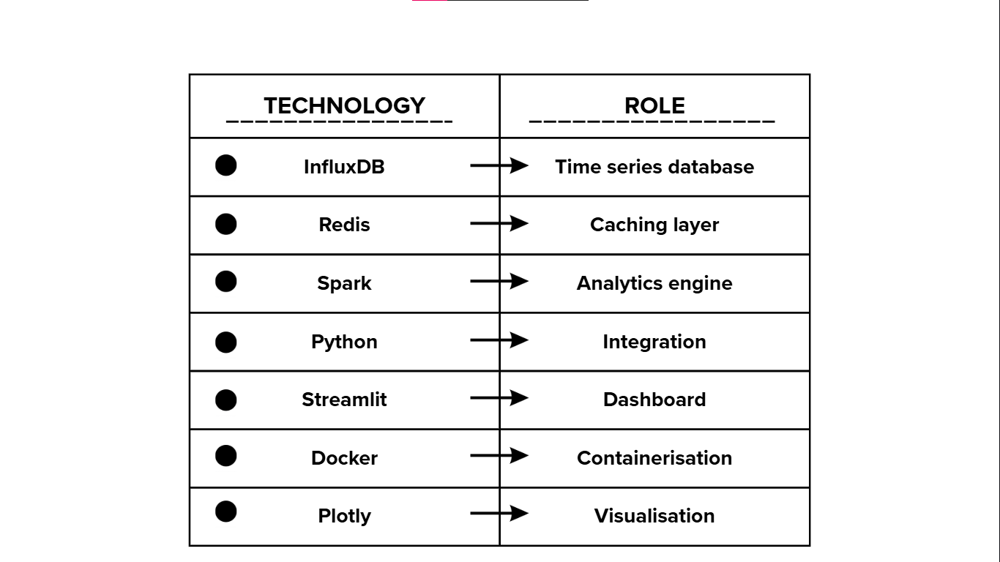 TECHNOLOGY ROLE
InfluxDB Time series database
Redis Caching layer
Spark Analytics engine
Python Integration
Streamlit Dashboard
Docker Containerisation
Plotly Visualisation